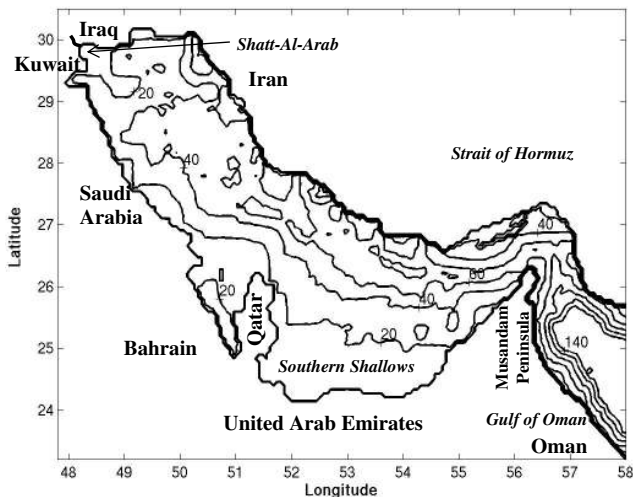 Iraq
Shatt-Al-Arab
Kuwait
Iran
20
40
Strait of Hormuz
Saudi
Arabia
40
60
40
20
20
Qatar
Bahrain
Southern Shallows
Musandam
Peninsula
140
United Arab Emirates
Gulf of Oman
Oman
30
29
28
27
26
25
24
Latitude
48 49 50 51 52 53 54 55 56 57 58
Longitude